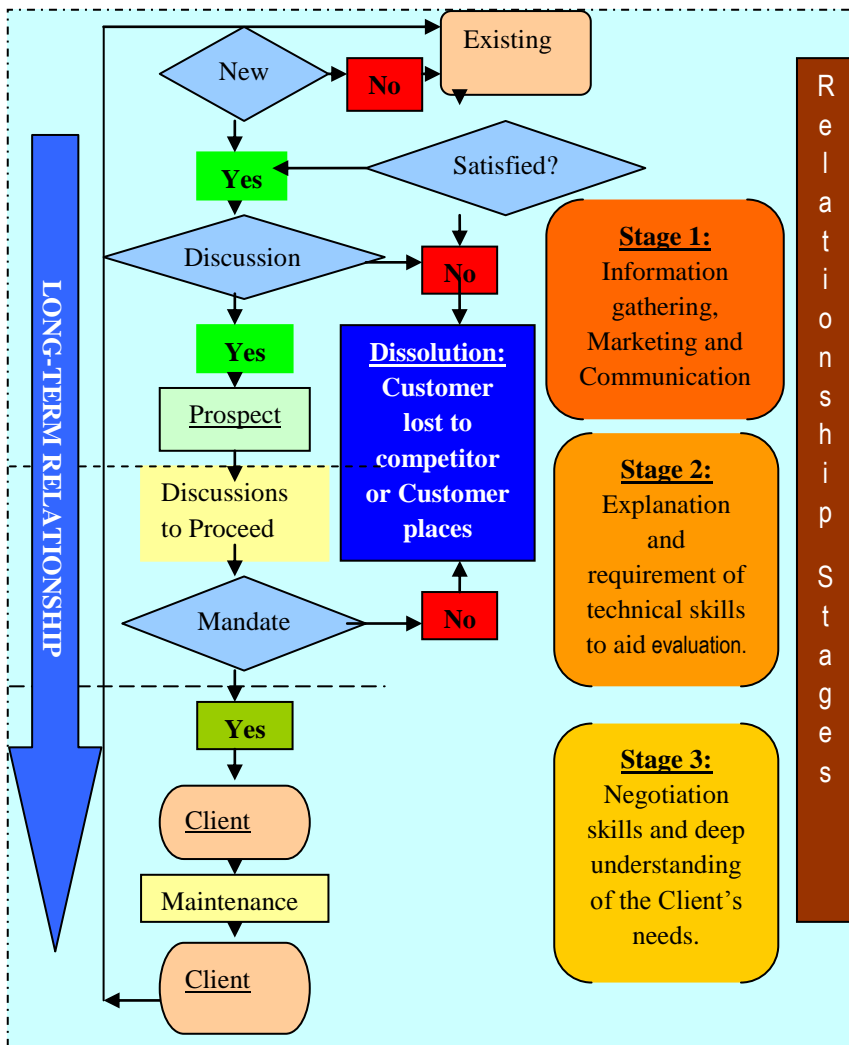 Existing
New
No
Yes
Satisfied?
Discussion
No
Yes
Prospect
Discussions
to Proceed
Mandate
No
Yes
Client
Maintenance
Client
Dissolution:
Customer
lost to
competitor
or Customer
places
LONG-TERM RELATIONSHIP
Stage 1:
Information
gathering,
Marketing and
Communication
Stage 2:
Explanation
and
requirement of
technical skills
to aid evaluation.
Stage 3:
Negotiation
skills and deep
understanding
of the Client’s
needs.
Relationship Stages